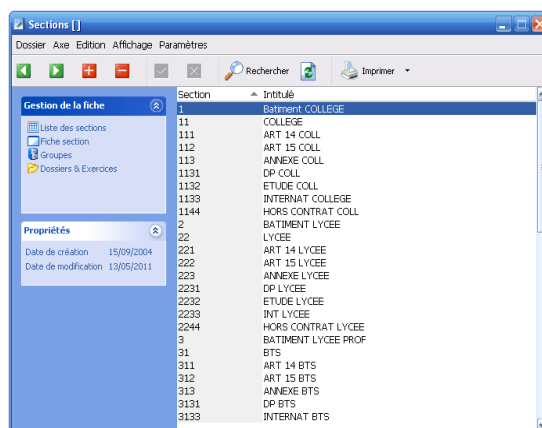 Sections []
Dossier Axe Edition Affichage Paramètres
Rechercher Imprimer
Section Intitulé
Gestion de la fiche
Liste des sections
Fiche section
Groupes
Dossiers & Exercices
Propriétés
Date de création 15/09/2004
Date de modification 13/05/2011
1 Batiment COLLEGE
11 COLLEGE
111 ART 14 COLL
112 ART 15 COLL
113 ANNEXE COLL
1131 DP COLL
1132 ETUDE COLL
1133 INTERNAT COLLEGE
1144 HORS CONTRAT COLL
2 BATIMENT LYCEE
22 LYCEE
221 ART 14 LYCEE
222 ART 15 LYCEE
223 ANNEXE LYCEE
2231 DP LYCEE
2232 ETUDE LYCEE
2233 INT LYCEE
2244 HORS CONTRAT LYCEE
3 BATIMENT LYCEE PROF
31 BTS
311 ART 14 BTS
312 ART 15 BTS
313 ANNEXE BTS
3131 DP BTS
3133 INTERNAT BTS